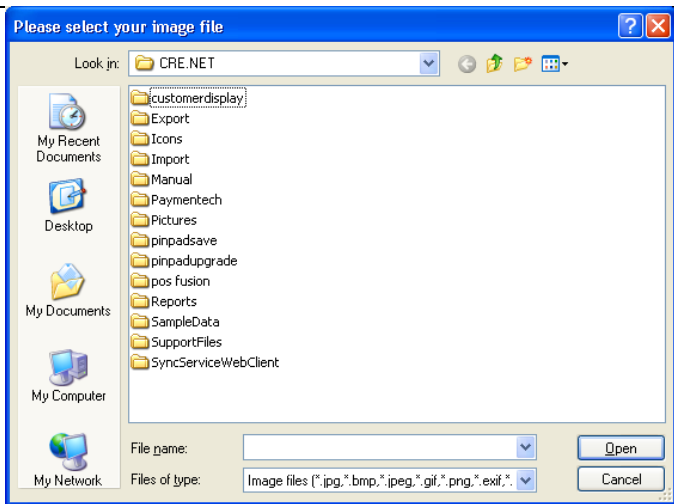 Please select your image file
Look in: CRE.NET
My Recent
Documents
Desktop
My Documents
My Computer
My Network
customerdisplay
Export
Icons
Import
Manual
Paymentech
Pictures
pinpadsave
pinpadupgrade
pos fusion
Reports
SampleData
SupportFiles
SyncServiceWebClient
File name:
Open
Files of type: Image files (*.jpg,*.bmp,*.jpeg,*.gif,*.png,*.exif,*.
Cancel